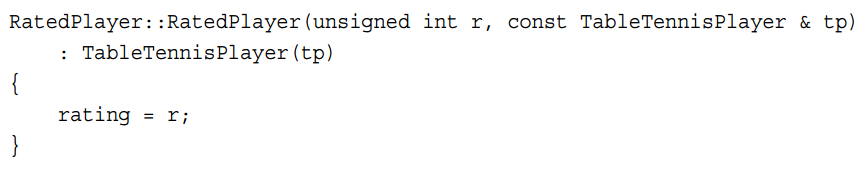 RatedPlayer::RatedPlayer(unsigned int r, const TableTennisPlayer & tp)
    : TableTennisPlayer(tp)
{
    rating = r;
}